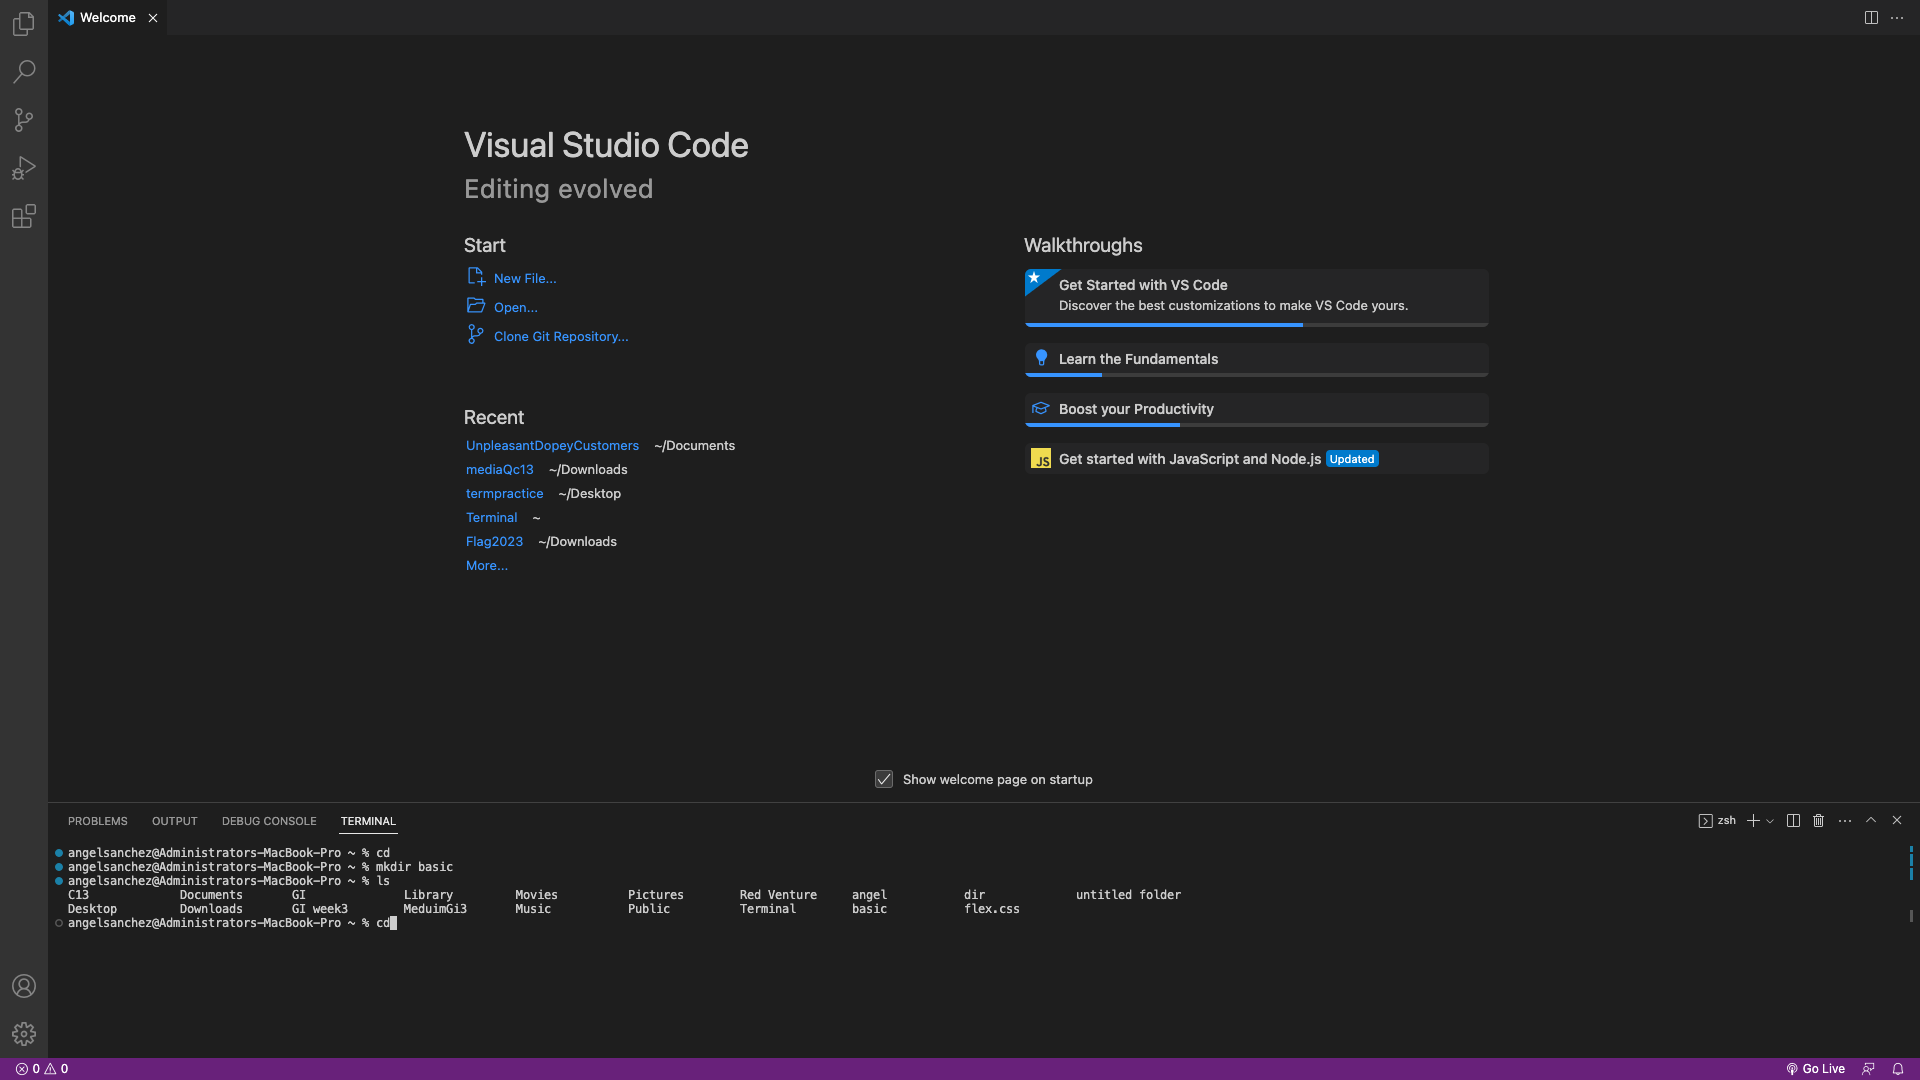 Welcome
Visual Studio Code
Editing evolved
Start
New File...
Open...
Clone Git Repository...
Recent
UnpleasantDopeyCustomers ~/Documents
mediaQc13 ~/Downloads
termpractice ~/Desktop
Terminal ~
Flag2023 ~/Downloads
More...
Walkthroughs
Get Started with VS Code
Discover the best customizations to make VS Code yours.
Learn the Fundamentals
Boost your Productivity
JS Get started with JavaScript and Node.js Updated
Show welcome page on startup
PROBLEMS OUTPUT DEBUG CONSOLE TERMINAL zsh
angelsanchez@Administrators-MacBook-Pro ~ % cd
angelsanchez@Administrators-MacBook-Pro ~ % mkdir basic
angelsanchez@Administrators-MacBook-Pro ~ % ls
C13 Documents GI Library Movies Pictures Red Venture angel dir untitled folder
Desktop Downloads GI week3 MeduimGi3 Music Public Terminal basic flex.css
angelsanchez@Administrators-MacBook-Pro ~ % cd
0 0 Go Live